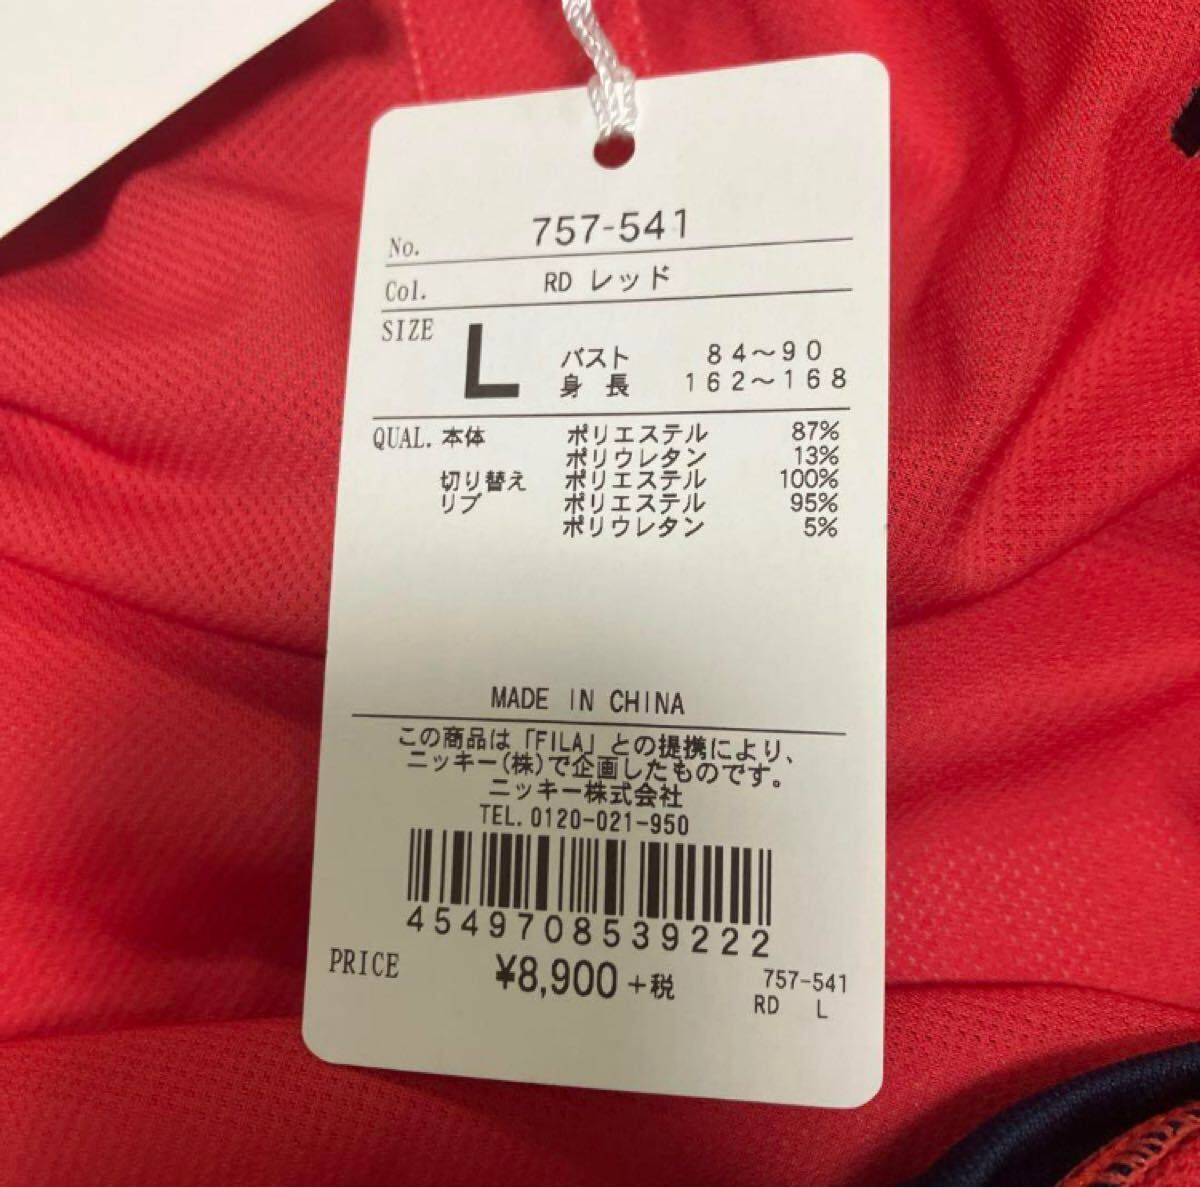 No. 757-541
Col. RD レッド
SIZE L バスト 84～90
身長 162～168
QUAL. 本体 ポリエステル 87%
ポリウレタン 13%
切り替え ポリエステル 100%
リブ ポリエステル 95%
ポリウレタン 5%
MADE IN CHINA
この商品は「FILA」との提携により、
ニッキー(株)で企画したものです。
ニッキー株式会社
TEL. 0120-021-950
4549708539222
PRICE ¥8,900 +税
757-541
RD L